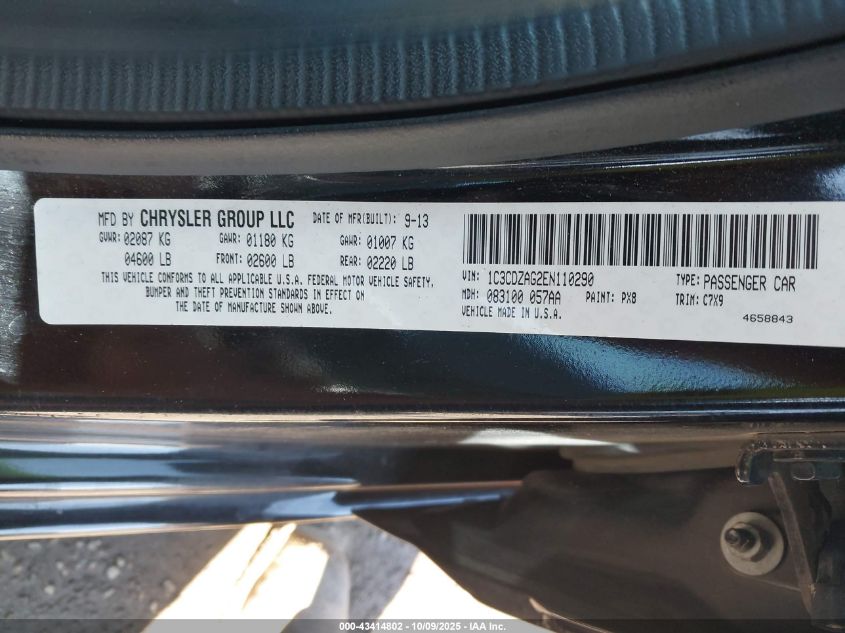 MFD BY CHRYSLER GROUP LLC DATE OF MFR(BUILT): 9-13
GVWR: 02087 KG GAWR: 01180 KG GAWR: 01007 KG
04600 LB FRONT: 02600 LB REAR: 02220 LB
THIS VEHICLE CONFORMS TO ALL APPLICABLE U.S.A. FEDERAL MOTOR VEHICLE SAFETY,
BUMPER AND THEFT PREVENTION STANDARDS IN EFFECT ON
THE DATE OF MANUFACTURE SHOWN ABOVE.
VIN: 1C3CDZAG2EN110290 TYPE: PASSENGER CAR
MDH: 083100 057AA PAINT: PX8 TRIM: C7X9
VEHICLE MADE IN U.S.A. 4658843
000-43414802 - 10/09/2025 - IAA Inc.